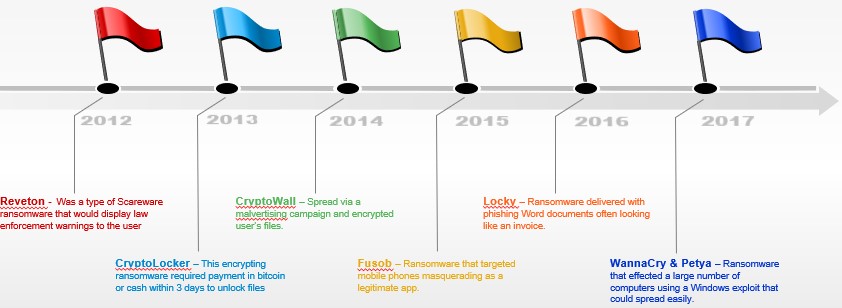 2012
2013
2014
2015
2016
2017
Reveton - Was a type of Scareware
ransomware that would display law
enforcement warnings to the user
CryptoLocker – This encrypting
ransomware required payment in bitcoin
or cash within 3 days to unlock files
CryptoWall – Spread via a
malvertising campaign and encrypted
user's files.
Fusob – Ransomware that targeted
mobile phones masquerading as a
legitimate app.
Locky – Ransomware delivered with
phishing Word documents often looking
like an invoice.
WannaCry & Petya – Ransomware
that effected a large number of
computers using a Windows exploit that
could spread easily.